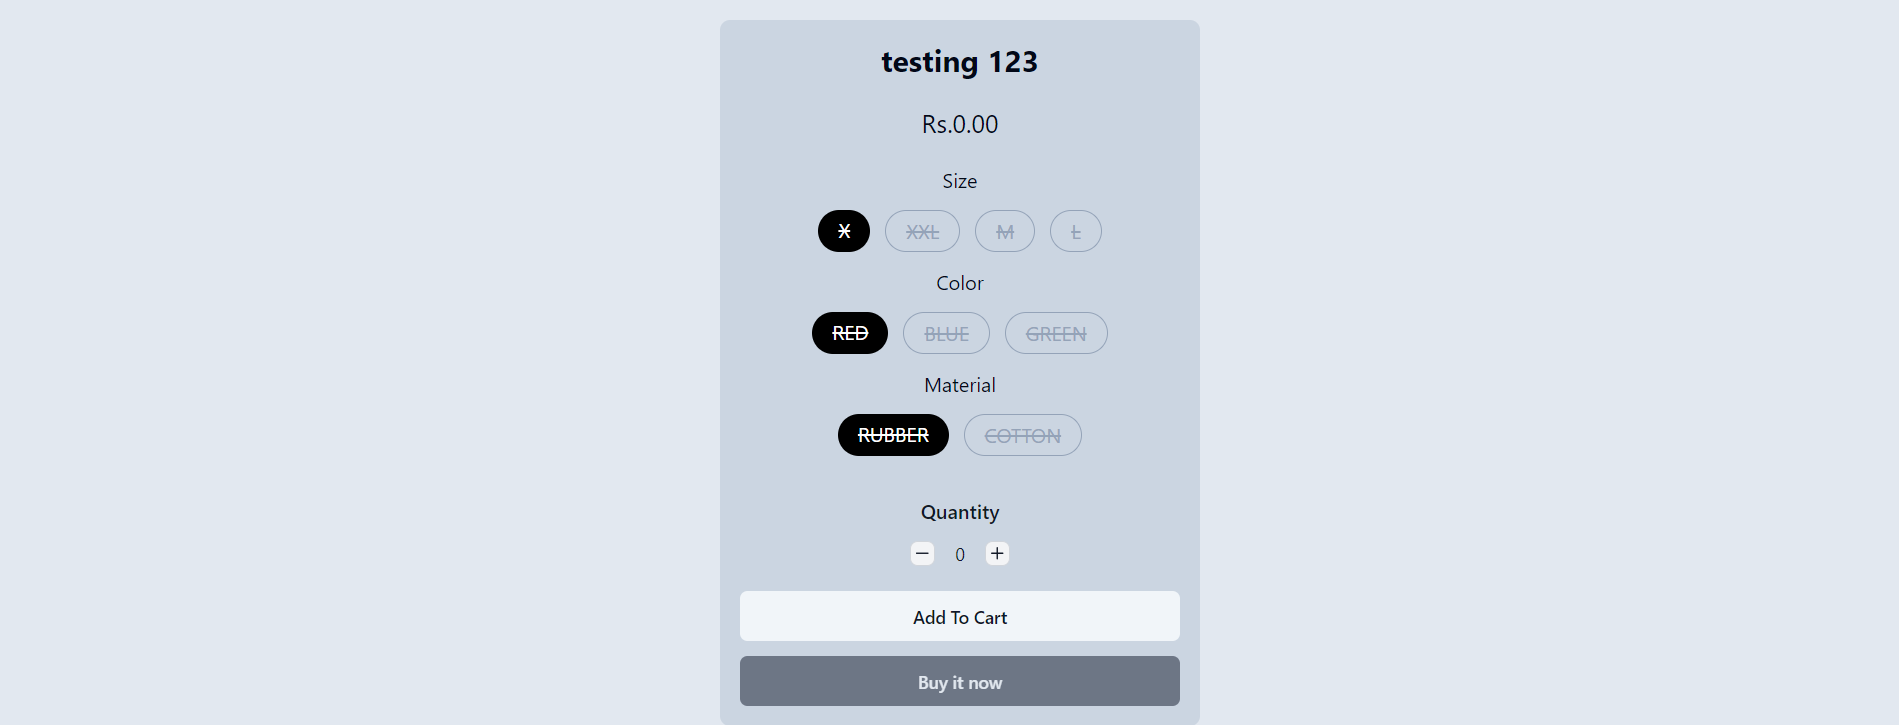 testing 123
Rs.0.00
Size
X XXL M L
Color
RED BLUE GREEN
Material
RUBBER COTTON
Quantity
− 0 +
Add To Cart
Buy it now